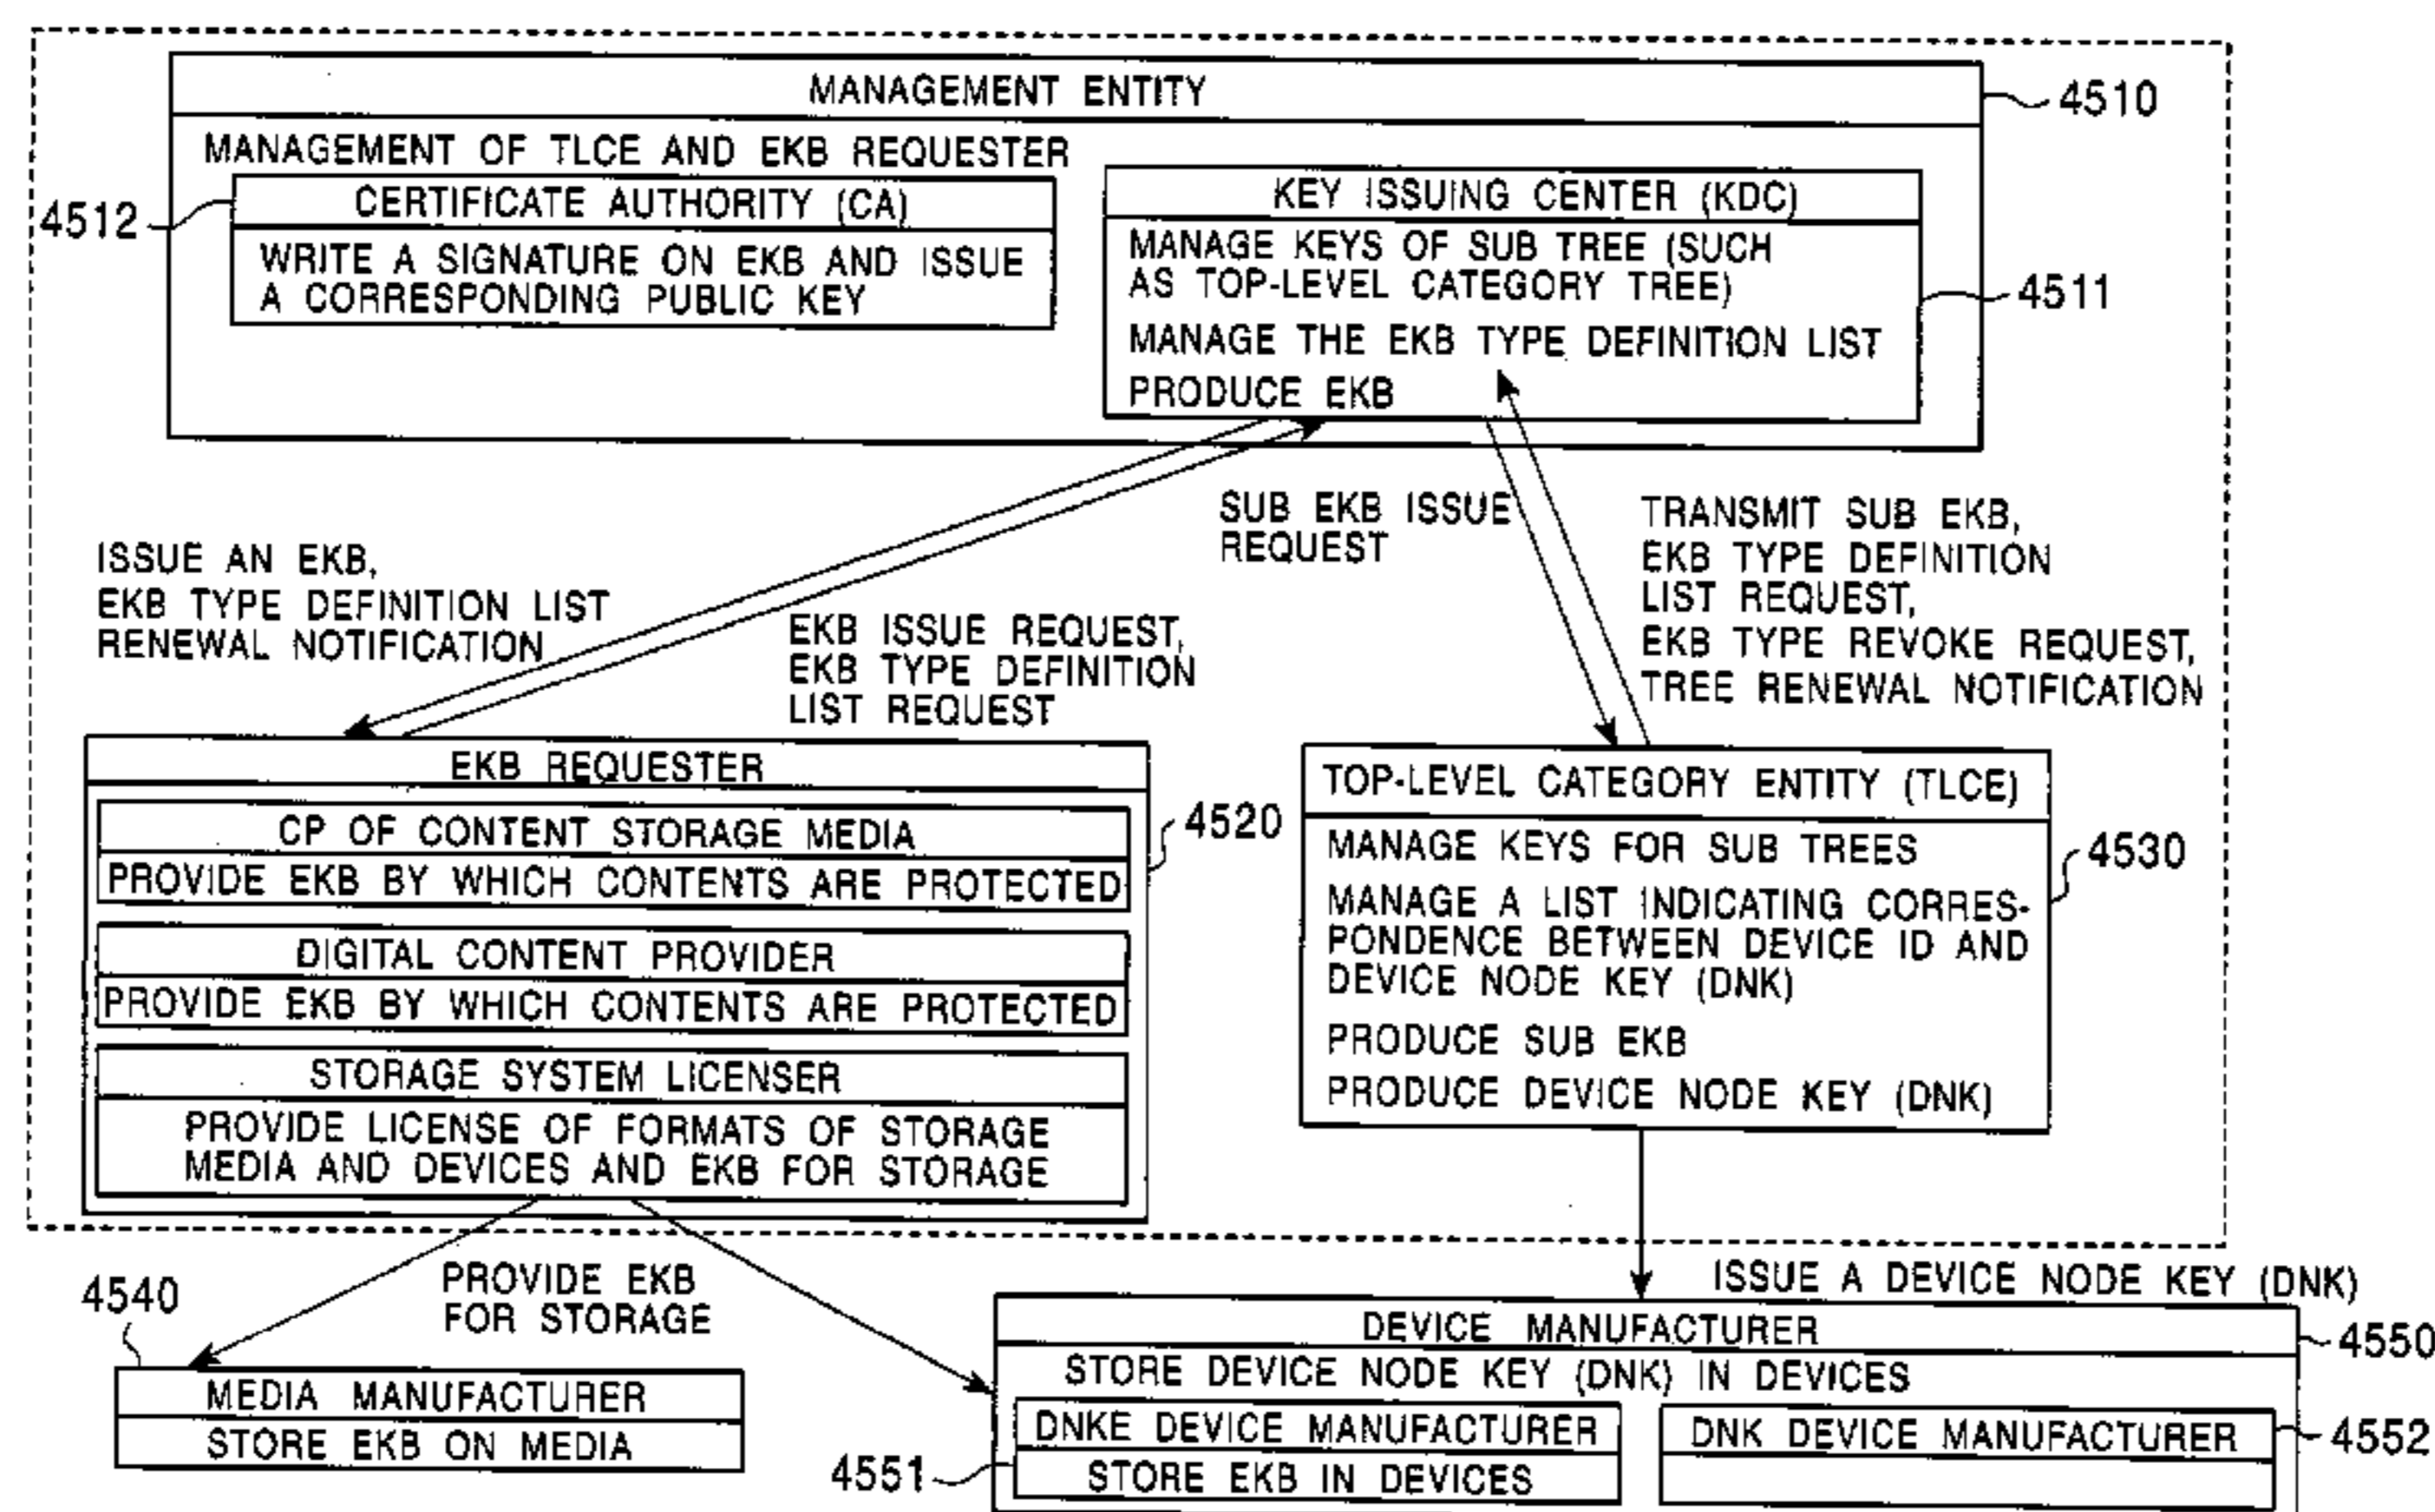 MANAGEMENT ENTITY
4510
MANAGEMENT OF TLCE AND EKB REQUESTER
4512
CERTIFICATE AUTHORITY (CA)
WRITE A SIGNATURE ON EKB AND ISSUE
A CORRESPONDING PUBLIC KEY
KEY ISSUING CENTER (KDC)
MANAGE KEYS OF SUB TREE (SUCH
AS TOP-LEVEL CATEGORY TREE)
MANAGE THE EKB TYPE DEFINITION LIST
PRODUCE EKB
4511
ISSUE AN EKB,
EKB TYPE DEFINITION LIST
RENEWAL NOTIFICATION
EKB ISSUE REQUEST,
EKB TYPE DEFINITION
LIST REQUEST
SUB EKB ISSUE
REQUEST
TRANSMIT SUB EKB,
EKB TYPE DEFINITION
LIST REQUEST,
EKB TYPE REVOKE REQUEST,
TREE RENEWAL NOTIFICATION
EKB REQUESTER
CP OF CONTENT STORAGE MEDIA
PROVIDE EKB BY WHICH CONTENTS ARE PROTECTED
4520
DIGITAL CONTENT PROVIDER
PROVIDE EKB BY WHICH CONTENTS ARE PROTECTED
STORAGE SYSTEM LICENSER
PROVIDE LICENSE OF FORMATS OF STORAGE
MEDIA AND DEVICES AND EKB FOR STORAGE
TOP-LEVEL CATEGORY ENTITY (TLCE)
MANAGE KEYS FOR SUB TREES
4530
MANAGE A LIST INDICATING CORRES-
PONDENCE BETWEEN DEVICE ID AND
DEVICE NODE KEY (DNK)
PRODUCE SUB EKB
PRODUCE DEVICE NODE KEY (DNK)
PROVIDE EKB
FOR STORAGE
ISSUE A DEVICE NODE KEY (DNK)
4540
MEDIA MANUFACTURER
STORE EKB ON MEDIA
DEVICE MANUFACTURER
4550
STORE DEVICE NODE KEY (DNK) IN DEVICES
DNKE DEVICE MANUFACTURER
4551
STORE EKB IN DEVICES
DNK DEVICE MANUFACTURER
4552